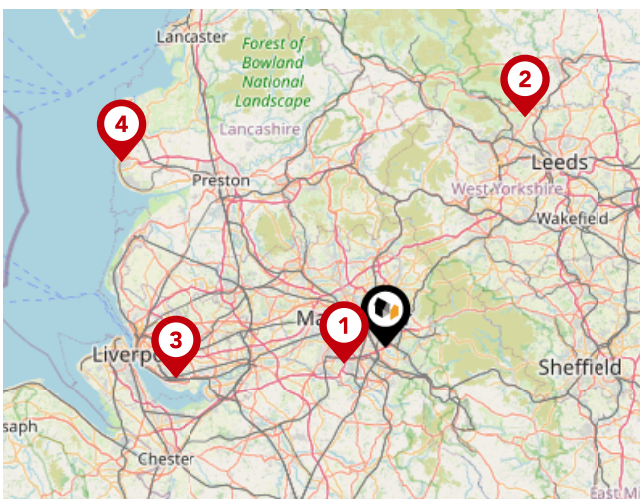 Lancaster
Forest of
Bowland
National
Landscape
2
4
Lancashire
Leeds
Preston
West Yorkshire
Wakefield
Ma
1
3
Liverpo
Sheffield
saph
Chester
East M